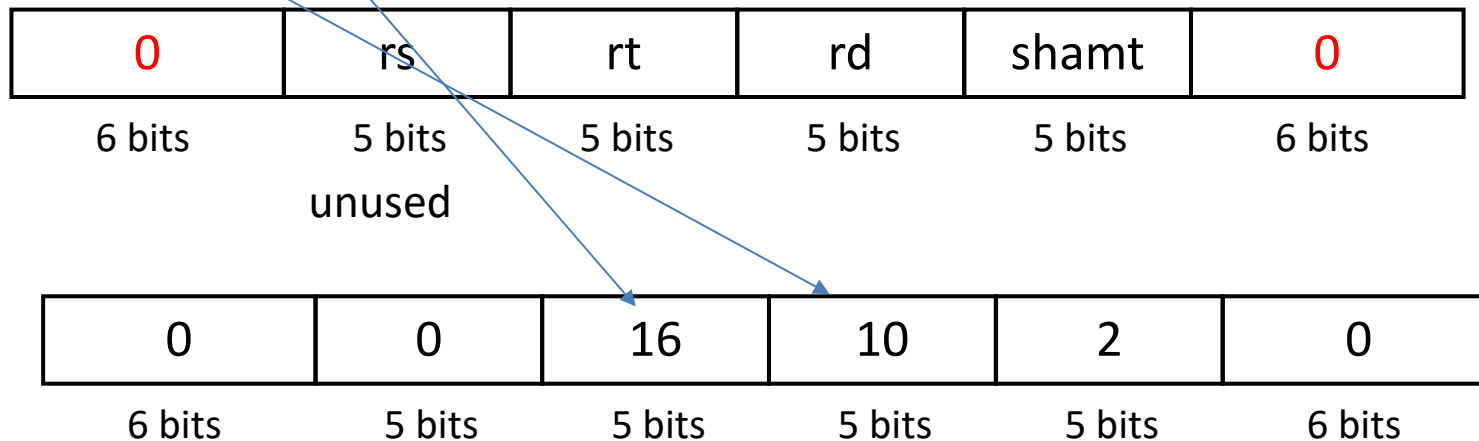 0 rs rt rd shamt 0
6 bits 5 bits 5 bits 5 bits 5 bits 6 bits
unused
0 0 16 10 2 0
6 bits 5 bits 5 bits 5 bits 5 bits 6 bits